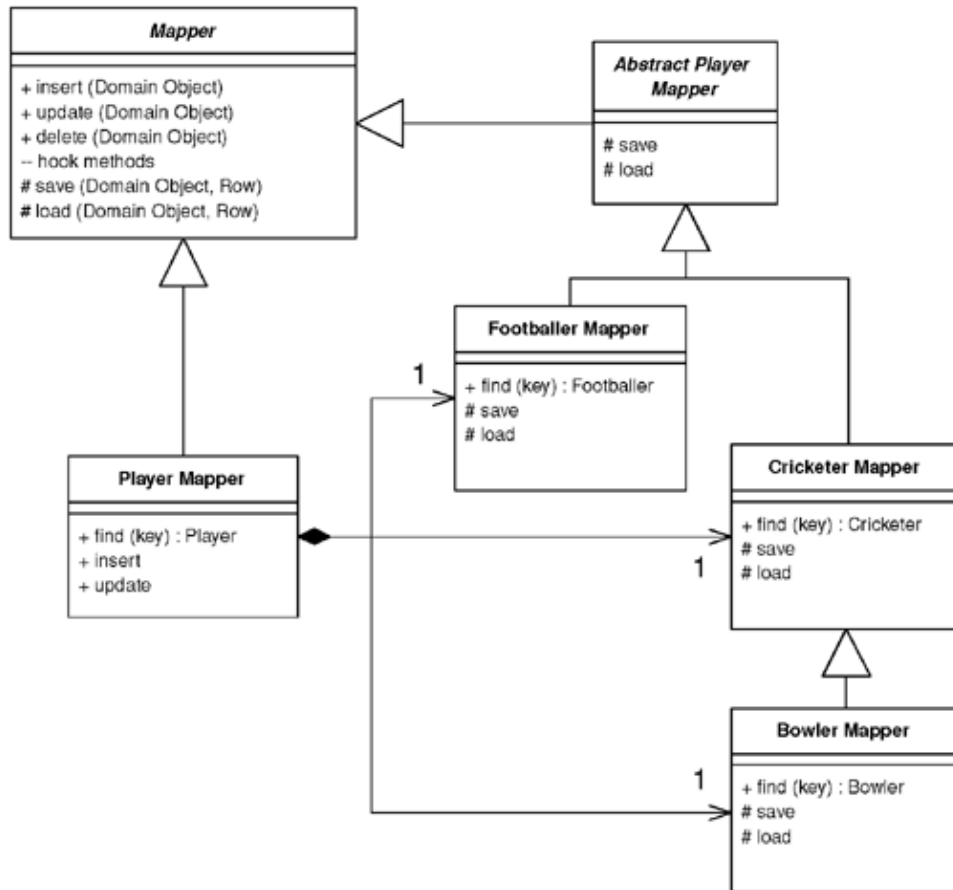 Mapper
+ insert (Domain Object)
+ update (Domain Object)
+ delete (Domain Object)
-- hook methods
# save (Domain Object, Row)
# load (Domain Object, Row)
Abstract Player
Mapper
# save
# load
Footballer Mapper
+ find (key) : Footballer
# save
# load
1
Player Mapper
+ find (key) : Player
+ insert
+ update
Cricketer Mapper
+ find (key) : Cricketer
# save
# load
1
Bowler Mapper
+ find (key) : Bowler
# save
# load
1